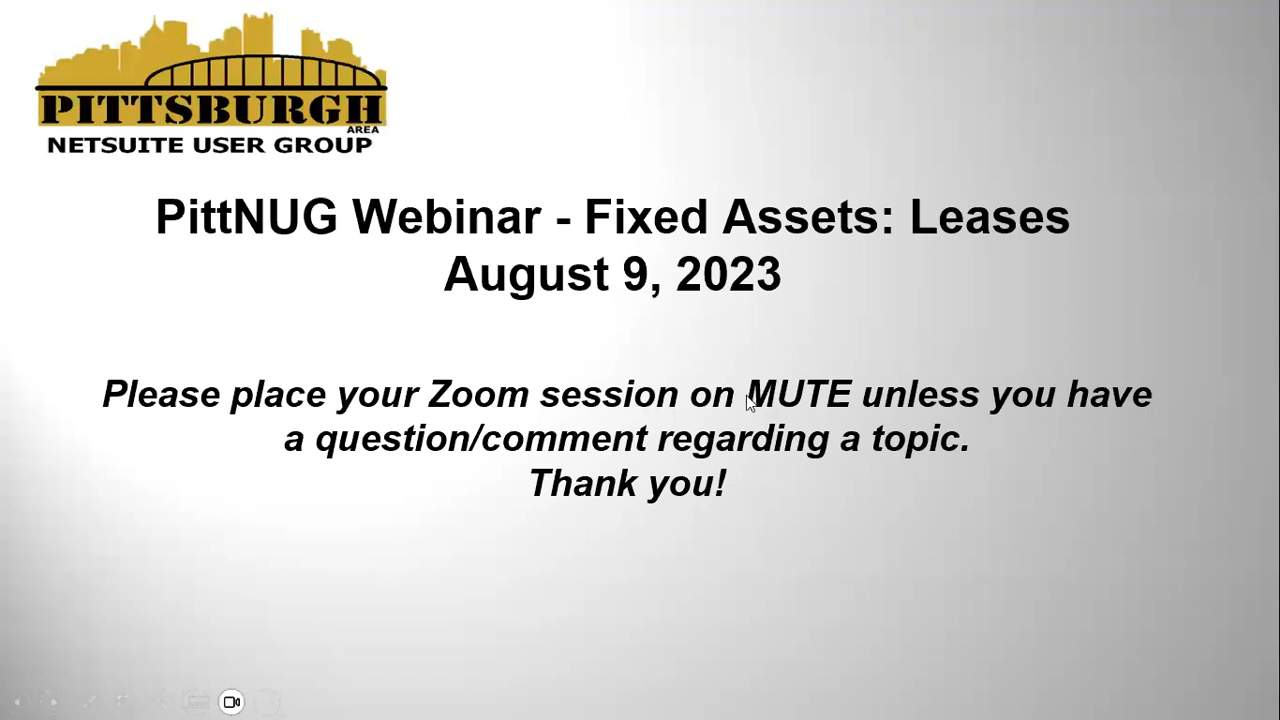 PITTSBURGH
AREA
NETSUITE USER GROUP
PittNUG Webinar - Fixed Assets: Leases
August 9, 2023
Please place your Zoom session on MUTE unless you have
a question/comment regarding a topic.
Thank you!